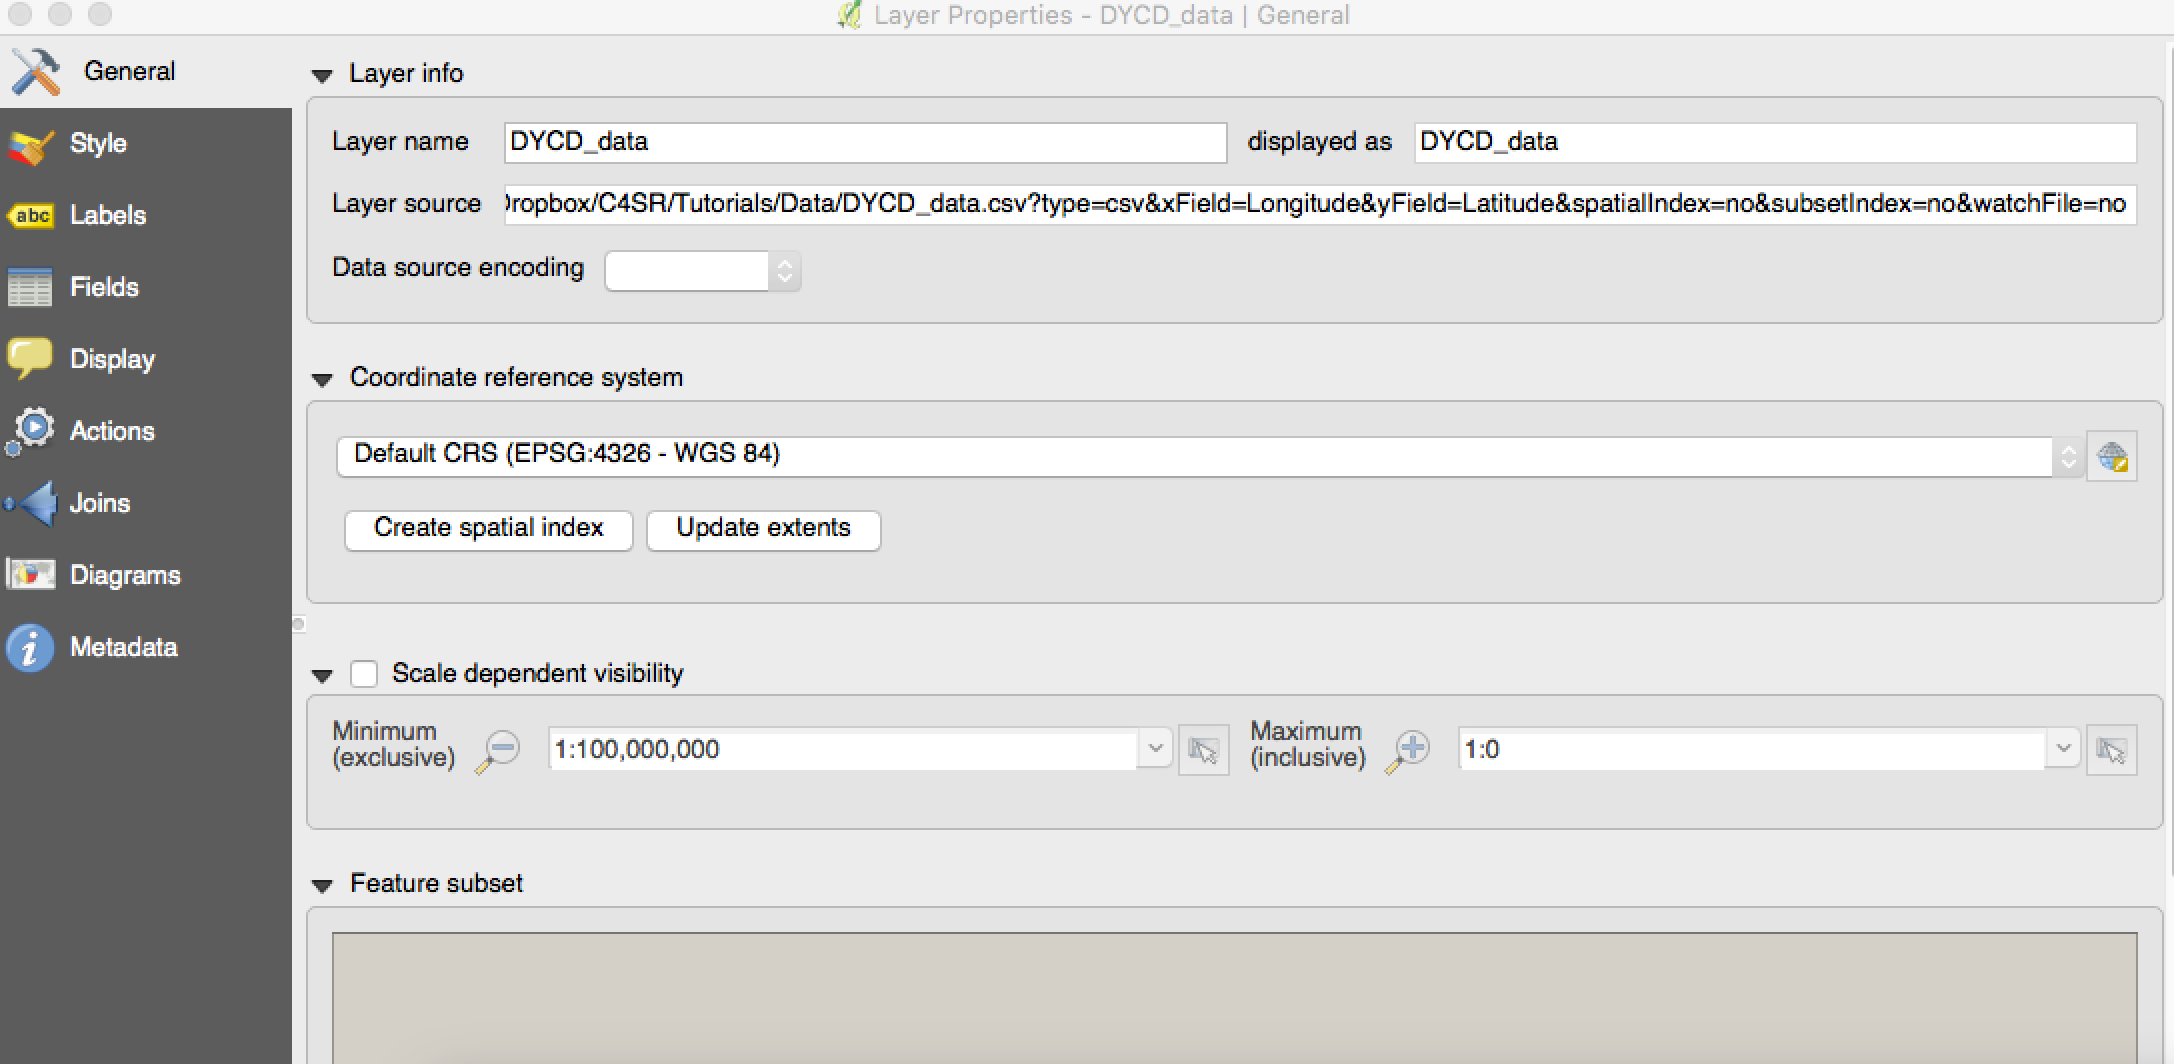 Layer Properties - DYCD_data | General
General
Style
Labels
Fields
Display
Actions
Joins
Diagrams
Metadata
Layer info
Layer name DYCD_data displayed as DYCD_data
Layer source ropbox/C4SR/Tutorials/Data/DYCD_data.csv?type=csv&xField=Longitude&yField=Latitude&spatialIndex=no&subsetIndex=no&watchFile=no
Data source encoding
Coordinate reference system
Default CRS (EPSG:4326 - WGS 84)
Create spatial index Update extents
Scale dependent visibility
Minimum
(exclusive) 1:100,000,000
Maximum
(inclusive) 1:0
Feature subset
abc